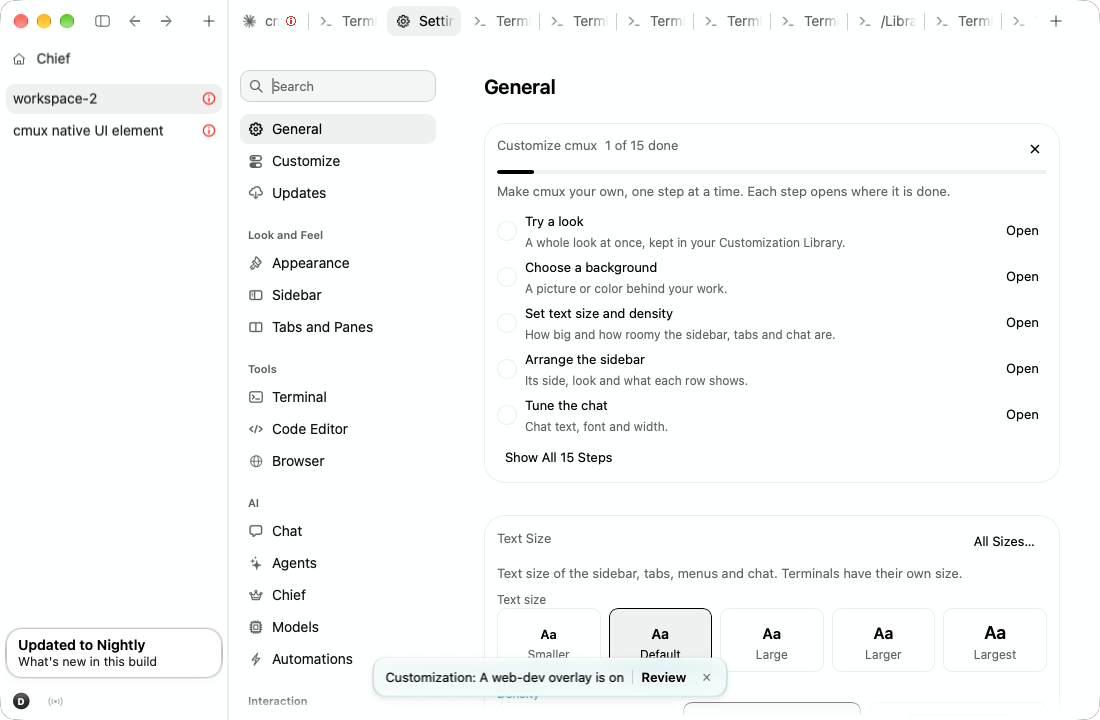 Chief
workspace-2
cmux native UI element
Updated to Nightly
What's new in this build
D
Search
General
Customize
Updates
Look and Feel
Appearance
Sidebar
Tabs and Panes
Tools
Terminal
Code Editor
Browser
AI
Chat
Agents
Chief
Models
Automations
Interaction
General
Customize cmux 1 of 15 done
Make cmux your own, one step at a time. Each step opens where it is done.
Try a look
A whole look at once, kept in your Customization Library.
Open
Choose a background
A picture or color behind your work.
Open
Set text size and density
How big and how roomy the sidebar, tabs and chat are.
Open
Arrange the sidebar
Its side, look and what each row shows.
Open
Tune the chat
Chat text, font and width.
Open
Show All 15 Steps
Text Size
All Sizes...
Text size of the sidebar, tabs, menus and chat. Terminals have their own size.
Text size
Aa Aa Aa Aa Aa
Smaller Default Large Larger Largest
Customization: A web-dev overlay is on Review
Density